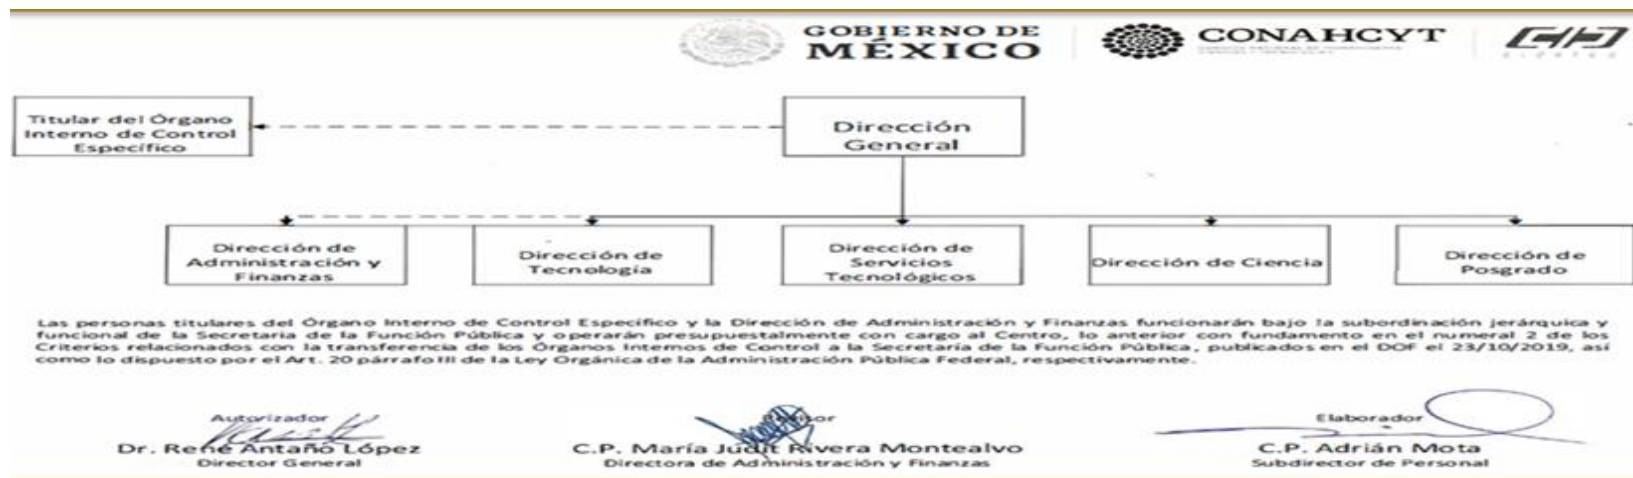 GOBIERNO DE
MÉXICO
CONAHCYT
Titular del Órgano
Interno de Control
Específico
Dirección
General
Dirección de
Administración y
Finanzas
Dirección de
Tecnología
Dirección de
Servicios
Tecnológicos
Dirección de Ciencia
Dirección de
Posgrado
Las personas titulares del Órgano Interno de Control Específico y la Dirección de Administración y Finanzas funcionarán bajo la subordinación jerárquica y
funcional de la Secretaria de la Función Pública y operarán presupuestalmente con cargo al Centro, lo anterior con fundamento en el numeral 2 de los
Criterios relacionados con la transferencia de los Órganos Internos de Control a la Secretaría de la Función Pública, publicados en el DOF el 23/10/2019, así
como lo dispuesto por el Art. 20 párrafo III de la Ley Orgánica de la Administración Pública Federal, respectivamente.
Autorizador
Dr. René Antaño López
Director General
Revisor
C.P. María Judit Rivera Montealvo
Directora de Administración y Finanzas
Elaborador
C.P. Adrián Mota
Subdirector de Personal